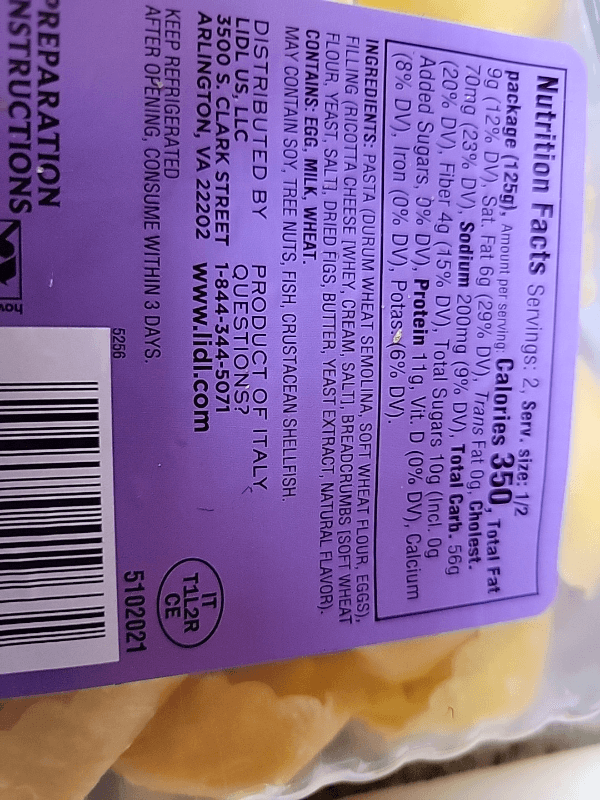 Nutrition Facts Servings: 2, Serv. size: 1/2
package (125g), Amount per serving: Calories 350, Total Fat
9g (12% DV), Sat. Fat 6g (29% DV), Trans Fat 0g, Cholest.
70mg (23% DV), Sodium 200mg (9% DV), Total Carb. 56g
(20% DV), Fiber 4g (15% DV), Total Sugars 10g (Incl. 0g
Added Sugars, 0% DV), Protein 11g, Vit. D (0% DV), Calcium
(8% DV), Iron (0% DV), Potas. (6% DV).
INGREDIENTS: PASTA (DURUM WHEAT SEMOLINA, SOFT WHEAT FLOUR, EGGS),
FILLING (RICOTTA CHEESE [WHEY, CREAM, SALT], BREADCRUMBS [SOFT WHEAT
FLOUR, YEAST, SALT], DRIED FIGS, BUTTER, YEAST EXTRACT, NATURAL FLAVOR).
CONTAINS: EGG, MILK, WHEAT.
MAY CONTAIN SOY, TREE NUTS, FISH, CRUSTACEAN SHELLFISH.
DISTRIBUTED BY
LIDL US, LLC
3500 S. CLARK STREET
ARLINGTON, VA 22202
PRODUCT OF ITALY
QUESTIONS?
1-844-344-5071
www.lidl.com
KEEP REFRIGERATED
AFTER OPENING, CONSUME WITHIN 3 DAYS.
IT
T1L2R
CE
5256
5102021
PREPARATION
INSTRUCTIONS